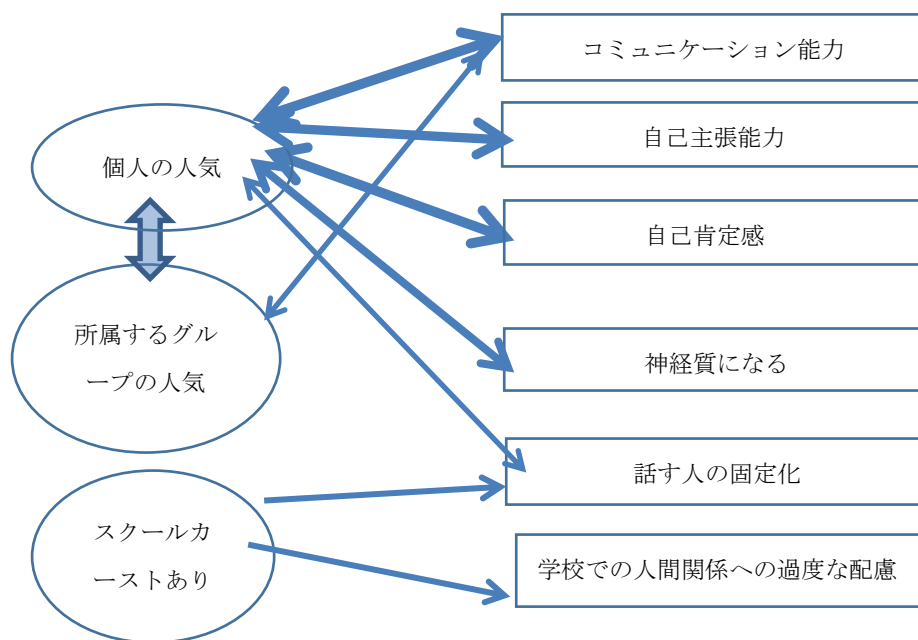 コミュニケーション能力
自己主張能力
個人の人気
自己肯定感
所属するグル
ープの人気
神経質になる
話す人の固定化
スクールカ
ーストあり
学校での人間関係への過度な配慮